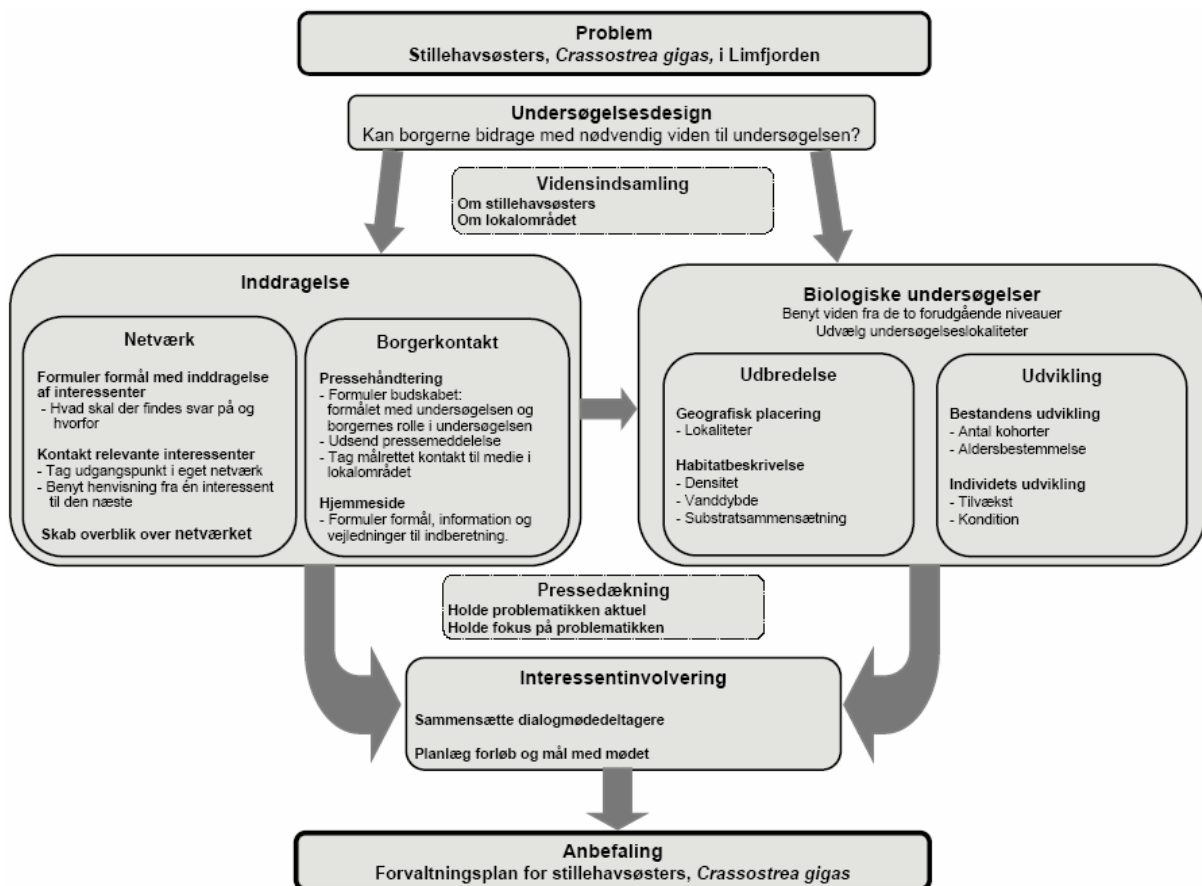 Problem
Stillehavsøsters, Crassostrea gigas, i Limfjorden
Undersøgelsesdesign
Kan borgerne bidrage med nødvendig viden til undersøgelsen?
Vidensindsamling
Om stillehavsøsters
Om lokalområdet
Inddragelse
Netværk
Formuler formål med inddragelse
af interessenter
- Hvad skal der findes svar på og
hvorfor
Kontakt relevante interessenter
- Tag udgangspunkt i eget netværk
- Benyt henvisning fra én interessent
til den næste
Skab overblik over netværket
Borgerkontakt
Pressehåndtering
- Formuler budskabet:
formålet med undersøgelsen og
borgernes rolle i undersøgelsen
- Udsend pressemeddelelse
- Tag målrettet kontakt til medie i
lokalområdet
Hjemmeside
- Formuler formål, information og
vejledninger til indberetning.
Biologiske undersøgelser
Benyt viden fra de to forudgående niveauer
Udvælg undersøgelseslokaliteter
Udbredelse
Geografisk placering
- Lokaliteter
Habitatbeskrivelse
- Densitet
- Vanddybde
- Substratsammensætning
Udvikling
Bestandens udvikling
- Antal kohorter
- Aldersbestemmelse
Individets udvikling
- Tilvækst
- Kondition
Pressedækning
Holde problematikken aktuel
Holde fokus på problematikken
Interessentinvolvering
Sammensætte dialogmødedeltagere
Planlæg forløb og mål med mødet
Anbefaling
Forvaltningsplan for stillehavsøsters, Crassostrea gigas